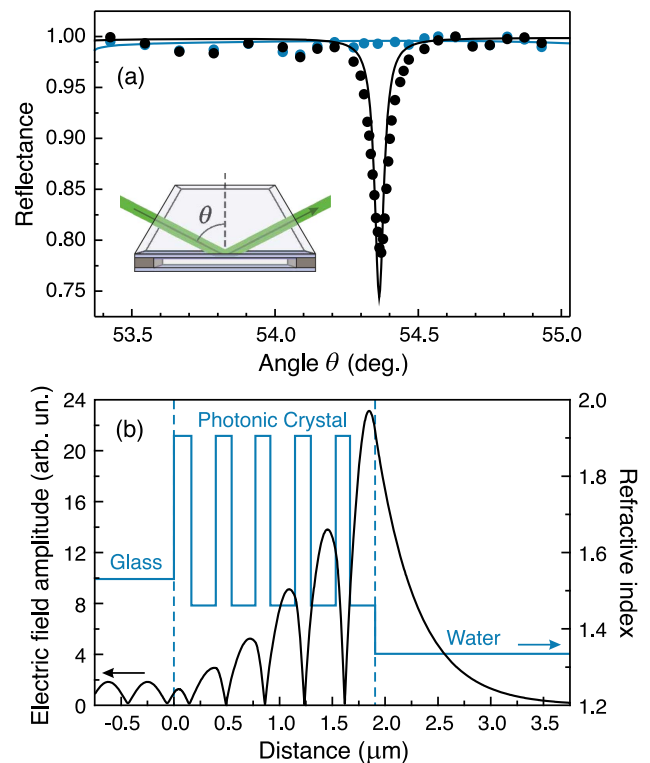 1.00
(a)
0.95
0.90
0.85
0.80
0.75
Reflectance
θ
53.5 54.0 54.5 55.0
Angle θ (deg.)
24 2.0
(b) Photonic Crystal
20
1.8
16
12
Glass
1.6
8
Water
1.4
4
0 1.2
Electric field amplitude (arb. un.)
Refractive index
-0.5 0.0 0.5 1.0 1.5 2.0 2.5 3.0 3.5
Distance (μm)